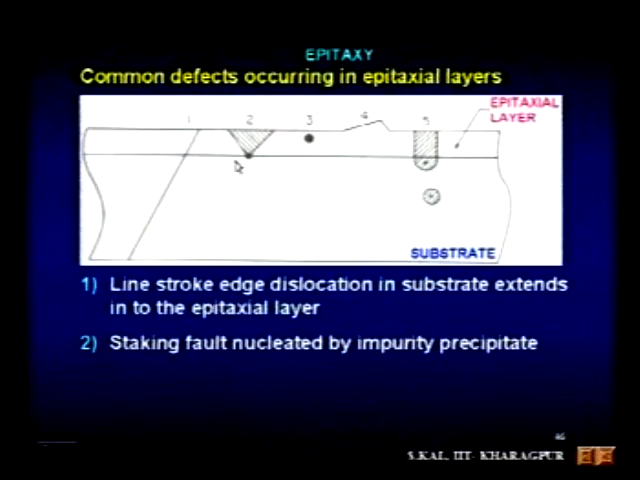 EPITAXY
Common defects occurring in epitaxial layers
1 2 3 4 5
EPITAXIAL
LAYER
SUBSTRATE
1) Line stroke edge dislocation in substrate extends
in to the epitaxial layer
2) Staking fault nucleated by impurity precipitate
46
S.KAL, IIT- KHARAGPUR